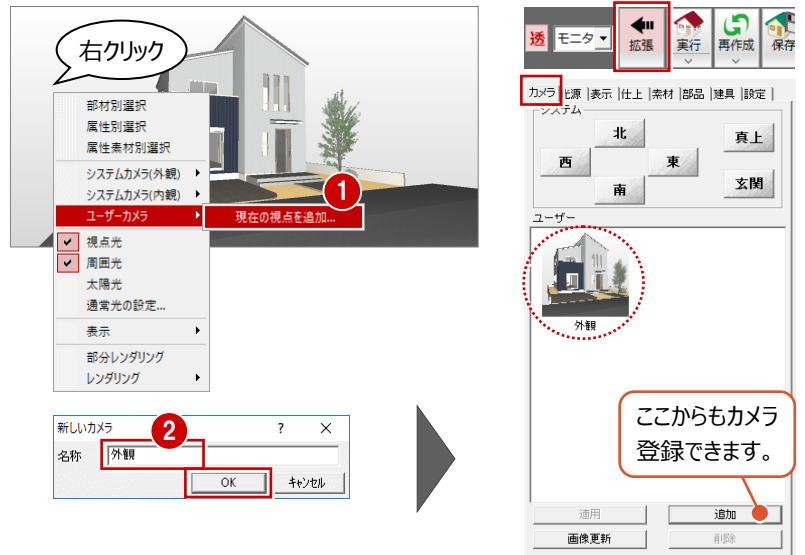 右クリック
部材別選択
属性別選択
属性素材別選択
システムカメラ(外観)
システムカメラ(内観)
ユーザーカメラ
現在の視点を追加...
1
視点光
周囲光
太陽光
通常光の設定...
表示
部分レンダリング
レンダリング
新しいカメラ ? ×
2
名称 外観
OK キャンセル
透 モニタ 拡張 実行 再作成 保存
カメラ 光源 表示 仕上 素材 部品 建具 設定
システム
北 真上
西 東
南 玄関
ユーザー
外観
ここからもカメラ
登録できます。
適用 追加
画像更新 削除